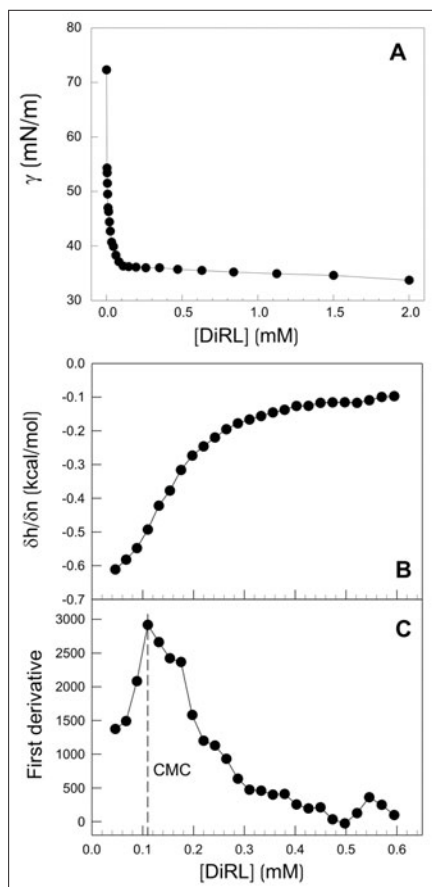 A
80
70
60
50
40
30
γ (mN/m)
0.0 0.5 1.0 1.5 2.0
[DiRL] (mM)
0.0
-0.1
-0.2
-0.3
-0.4
-0.5
-0.6
-0.7
δh/δn (kcal/mol)
B
C
3000
2500
2000
1500
1000
500
0
First derivative
CMC
0.0 0.1 0.2 0.3 0.4 0.5 0.6
[DiRL] (mM)